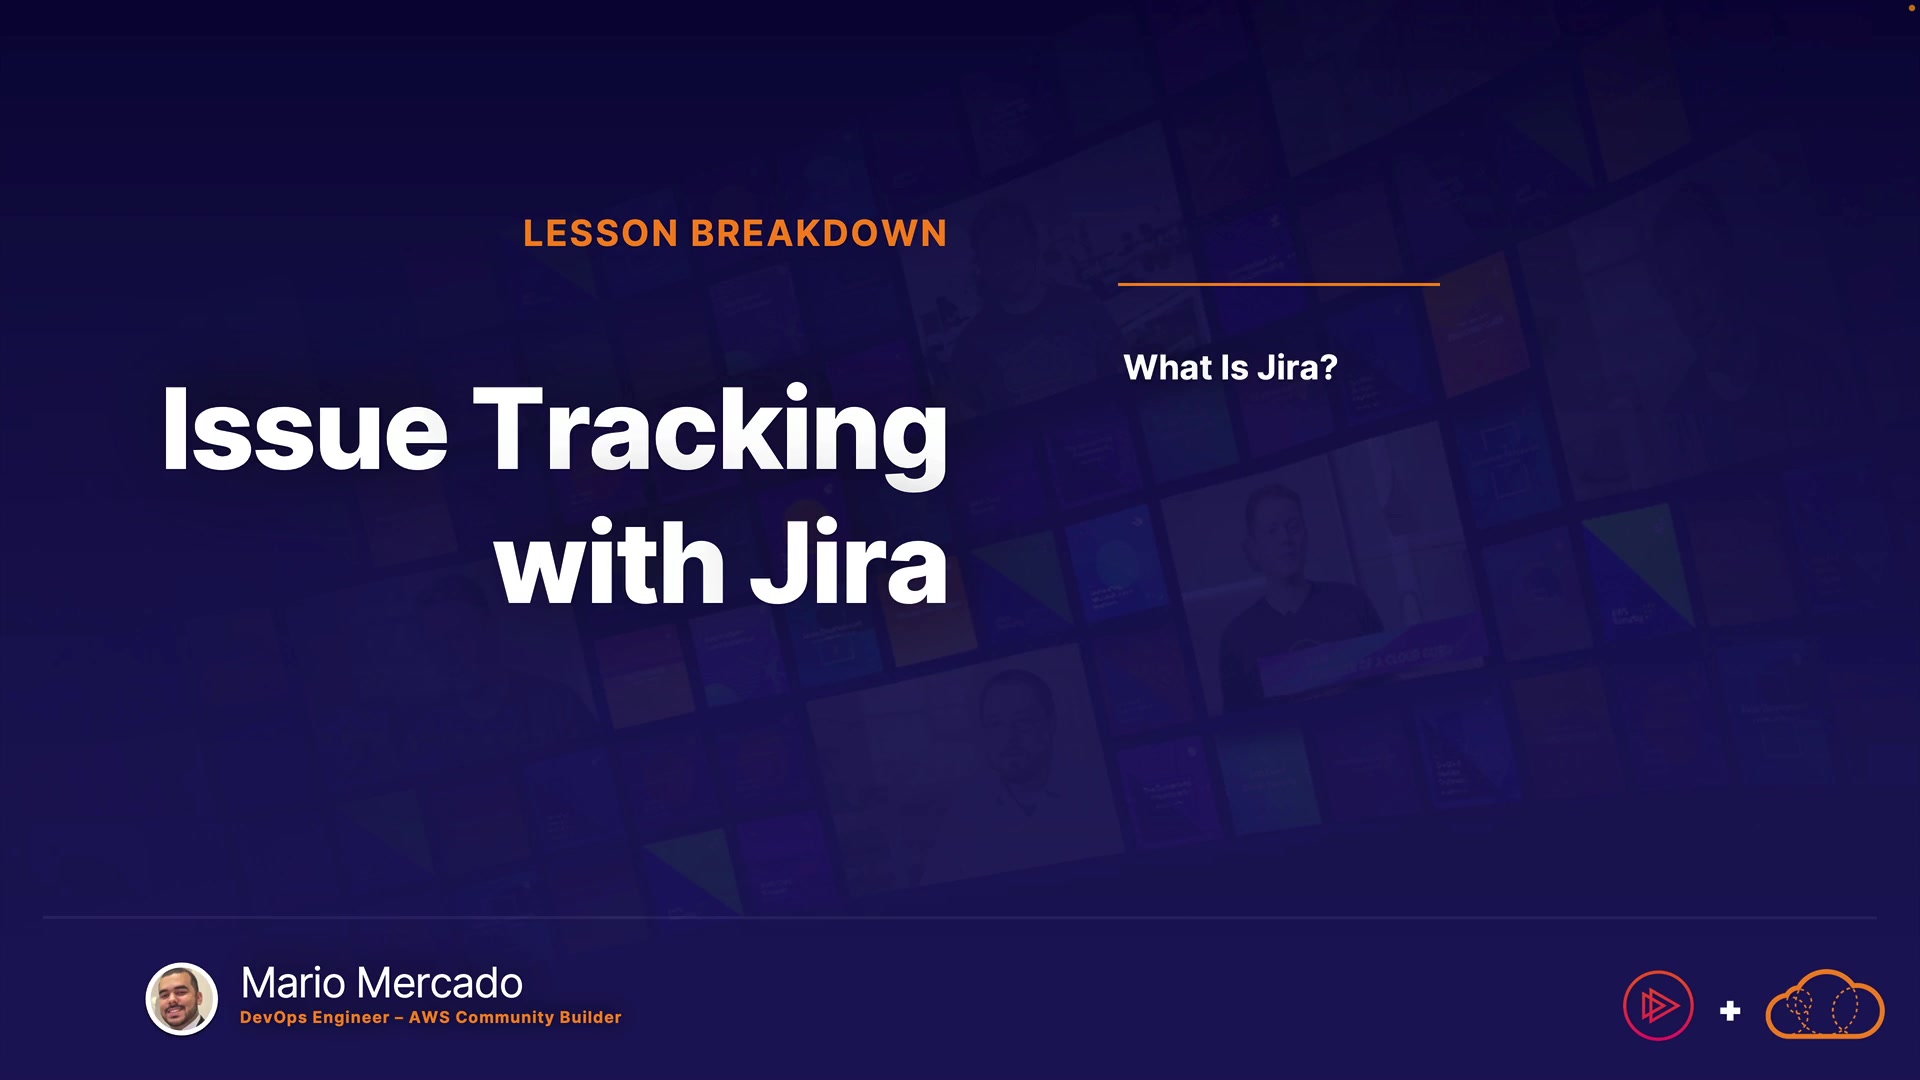 LESSON BREAKDOWN
Issue Tracking
with Jira
What Is Jira?
Mario Mercado
DevOps Engineer – AWS Community Builder